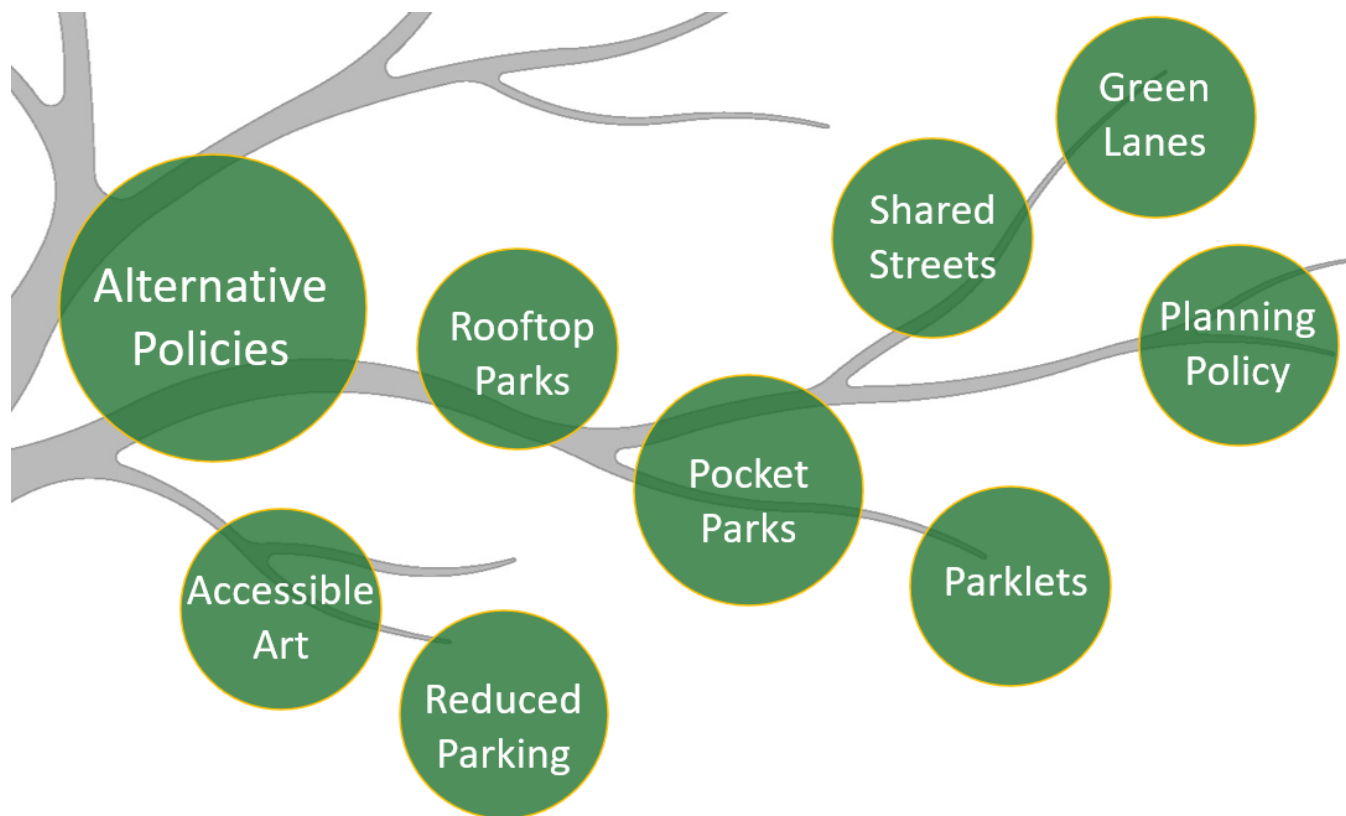 Alternative
Policies
Rooftop
Parks
Pocket
Parks
Shared
Streets
Green
Lanes
Planning
Policy
Parklets
Accessible
Art
Reduced
Parking